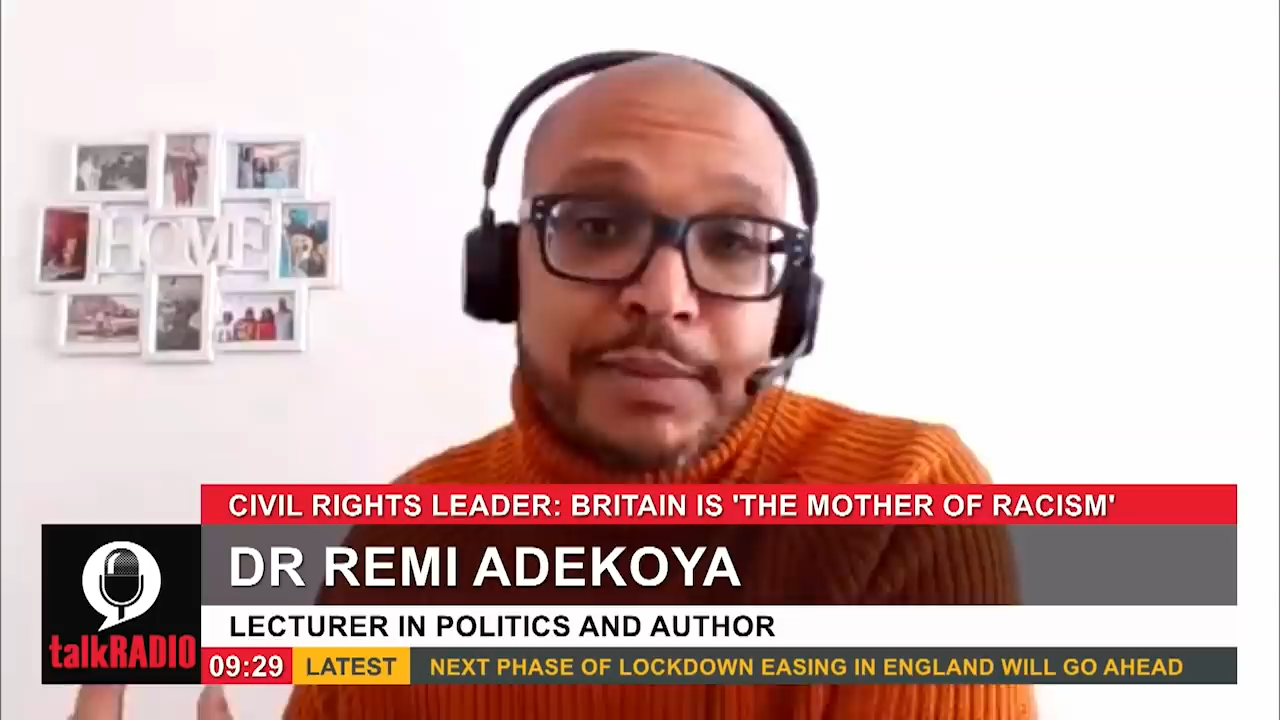 HOME
CIVIL RIGHTS LEADER: BRITAIN IS 'THE MOTHER OF RACISM'
DR REMI ADEKOYA
LECTURER IN POLITICS AND AUTHOR
talkRADIO
09:29 LATEST NEXT PHASE OF LOCKDOWN EASING IN ENGLAND WILL GO AHEAD